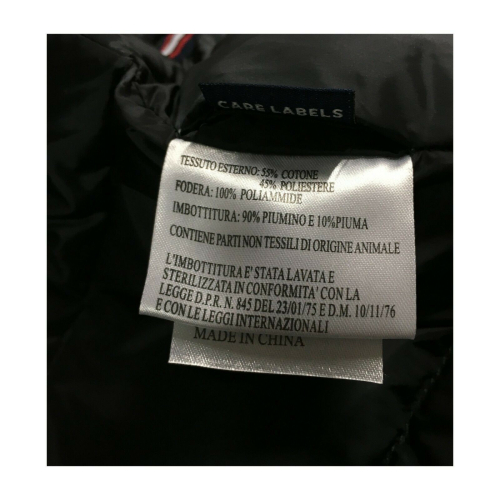 CARE LABELS
TESSUTO ESTERNO: 55% COTONE
45% POLIESTERE
FODERA: 100% POLIAMMIDE
IMBOTTITURA: 90% PIUMINO E 10%PIUMA
CONTIENE PARTI NON TESSILI DI ORIGINE ANIMALE
L'IMBOTTITURA E' STATA LAVATA E
STERILIZZATA IN CONFORMITA' CON LA
LEGGE D.P.R. N. 845 DEL 23/01/75 E D.M. 10/11/76
E CON LE LEGGI INTERNAZIONALI
MADE IN CHINA